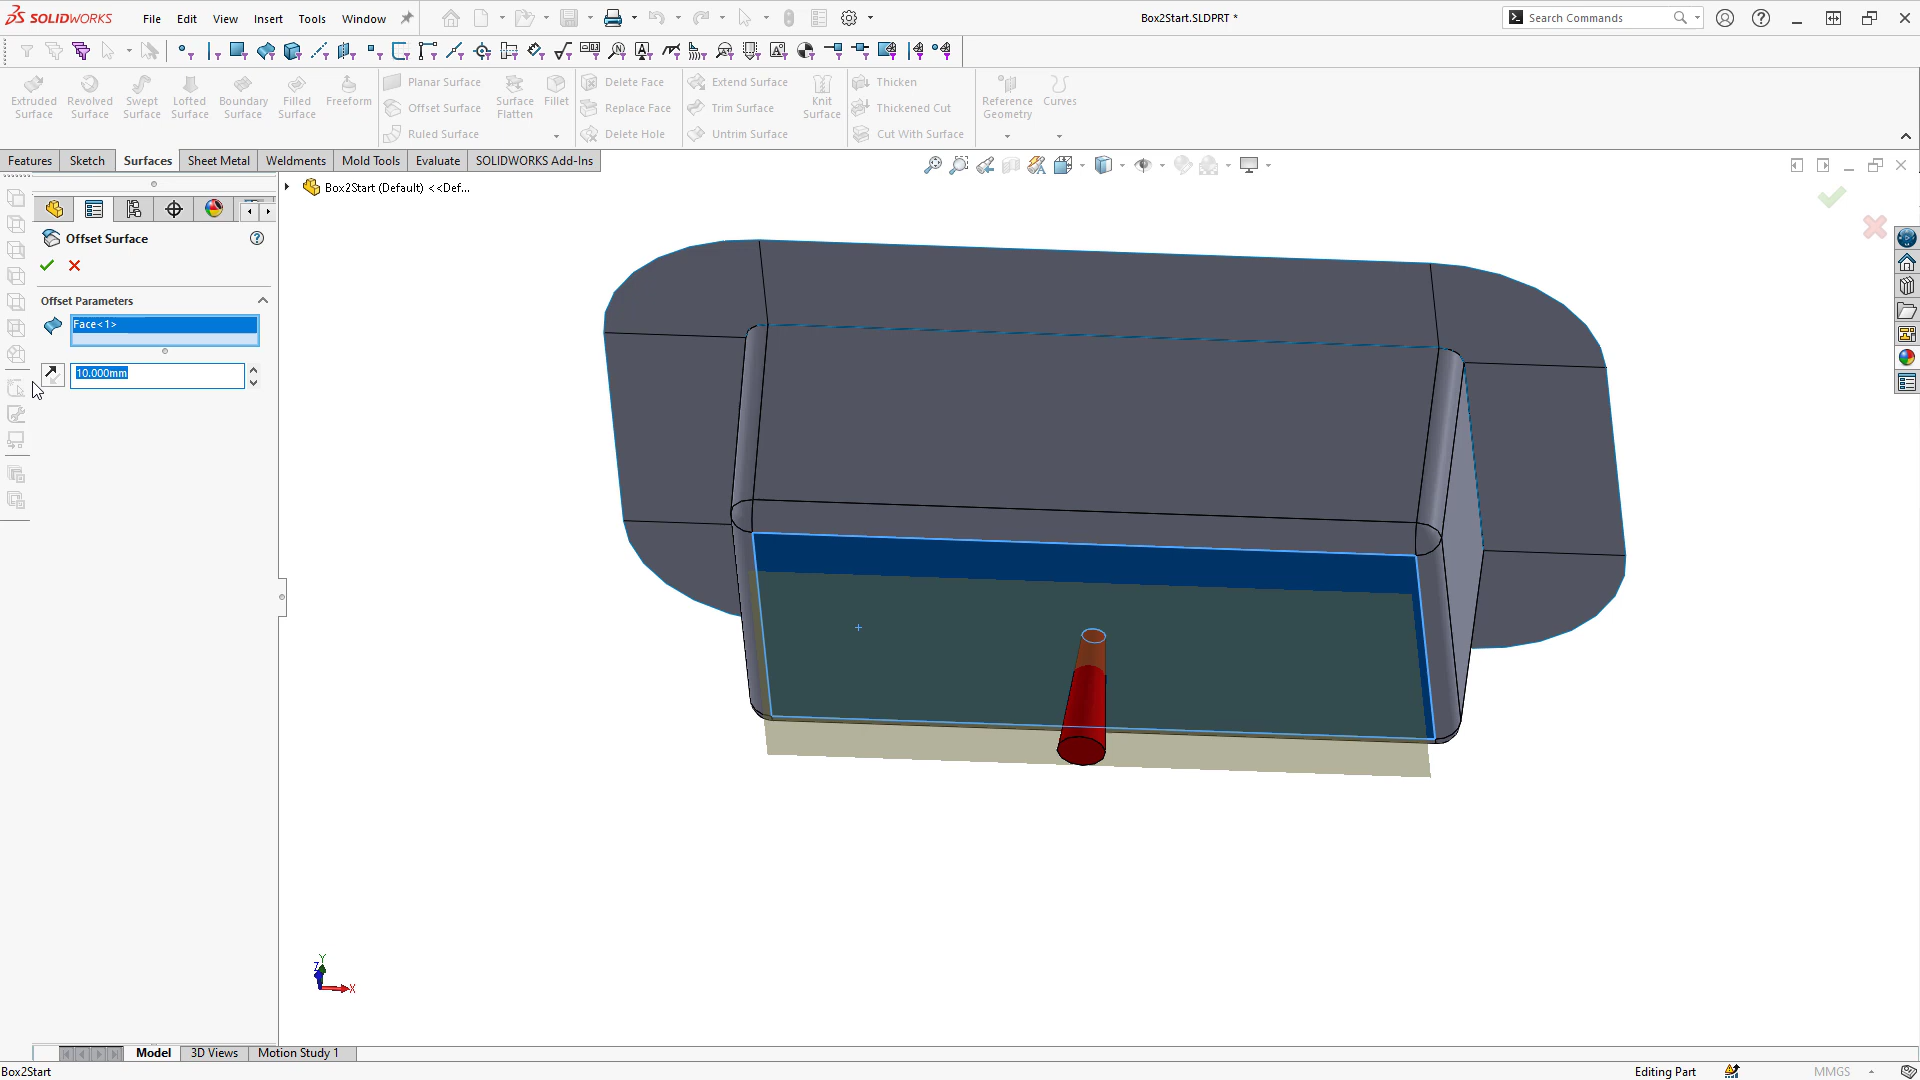 SOLIDWORKS
File
Edit
View
Insert
Tools
Window
Box2Start.SLDPRT *
Search Commands
Extruded
Surface
Revolved
Surface
Swept
Surface
Lofted
Surface
Boundary
Surface
Filled
Surface
Freeform
Planar Surface
Offset Surface
Ruled Surface
Surface
Flatten
Fillet
Delete Face
Replace Face
Delete Hole
Extend Surface
Trim Surface
Untrim Surface
Knit
Surface
Thicken
Thickened Cut
Cut With Surface
Reference
Geometry
Curves
Features
Sketch
Surfaces
Sheet Metal
Weldments
Mold Tools
Evaluate
SOLIDWORKS Add-Ins
Box2Start (Default) <<Def...
Offset Surface
Offset Parameters
Face<1>
10.000mm
Y
Z
X
Model
3D Views
Motion Study 1
Box2Start
Editing Part
MMGS